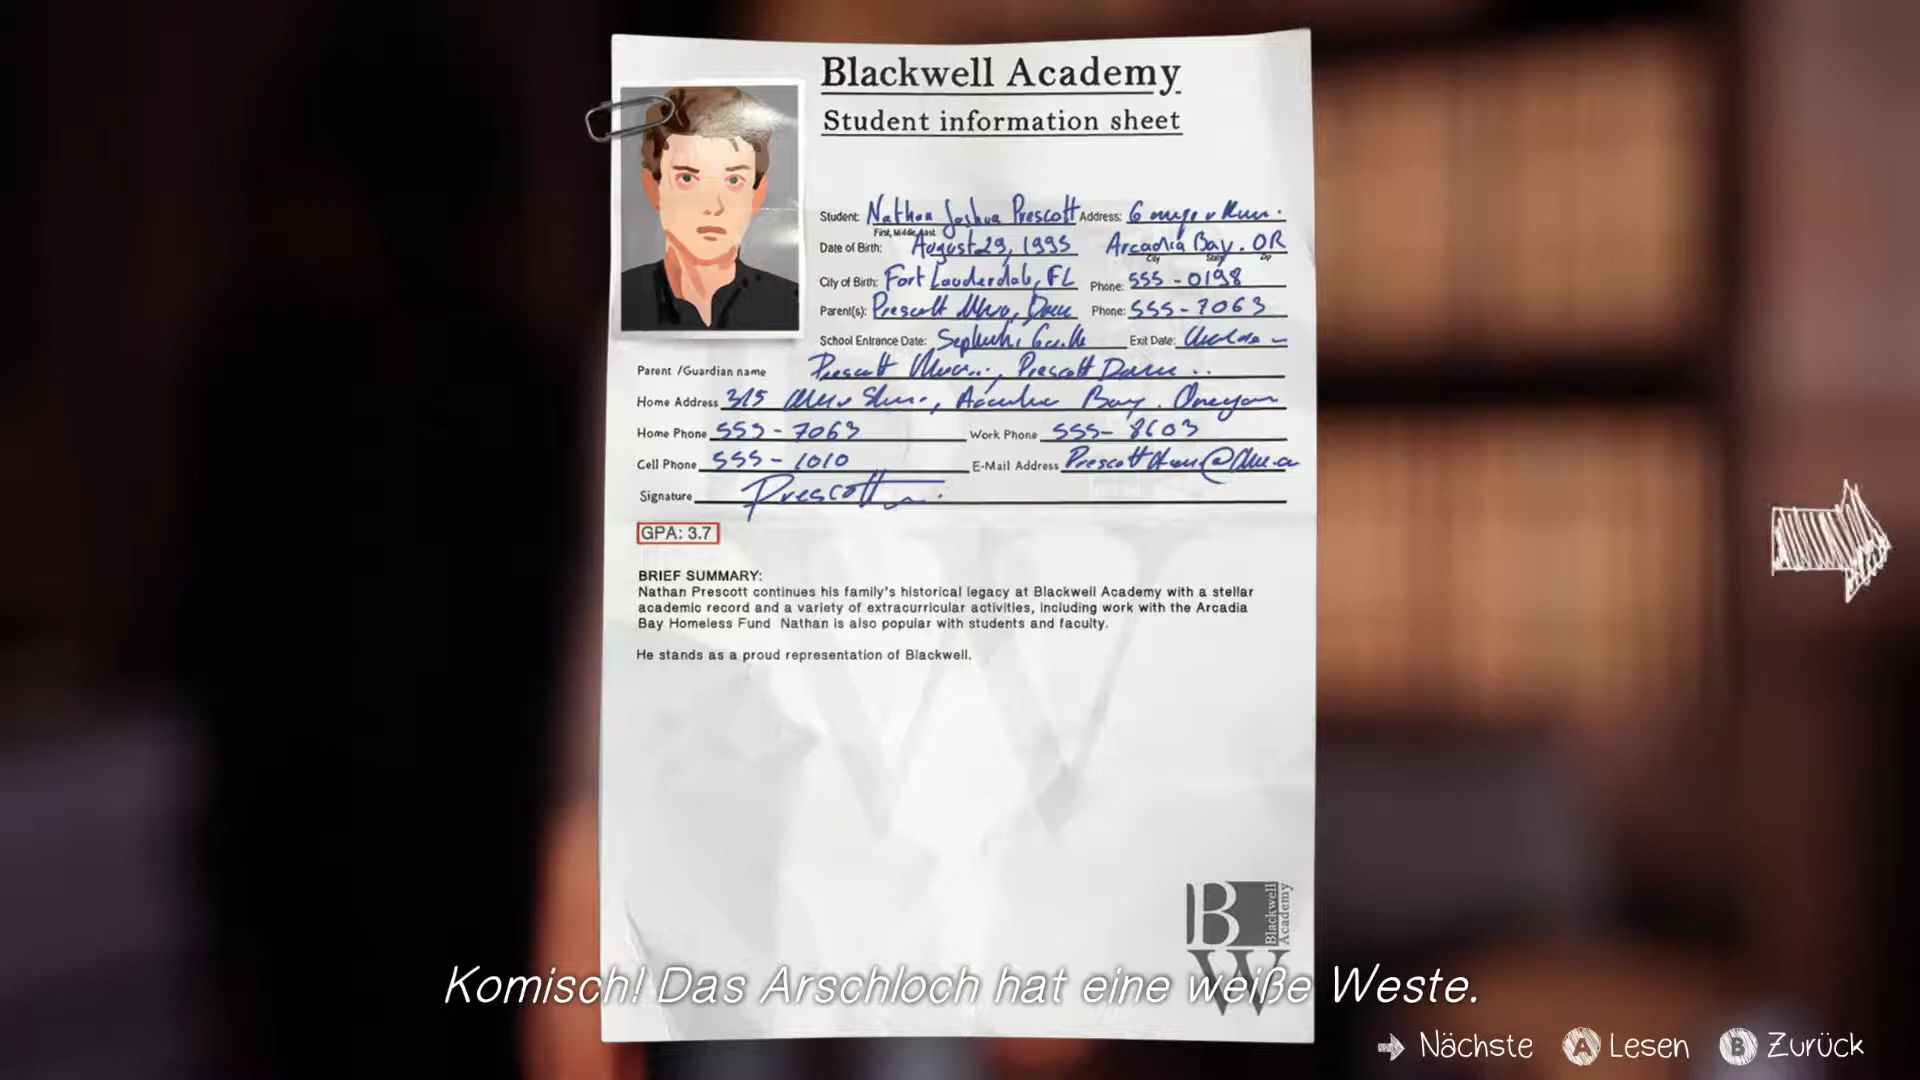 Blackwell Academy
Student information sheet
Student: Nathan Joshua Prescott Address:
First, Middle, Last
Date of Birth: August 29, 1995 Arcadia Bay. OR
City State Zip
City of Birth: Fort Lauderdale, FL Phone: 555-0198
Parent(s): Prescott Phone: 555-7063
School Entrance Date: Exit Date:
Parent /Guardian name Prescott Prescott
Home Address 315 Bay.
Home Phone 555-7063 Work Phone 555-8603
Cell Phone 555-1010 E-Mail Address
Signature Prescott
GPA: 3.7
BRIEF SUMMARY:
Nathan Prescott continues his family's historical legacy at Blackwell Academy with a stellar
academic record and a variety of extracurricular activities, including work with the Arcadia
Bay Homeless Fund Nathan is also popular with students and faculty.
He stands as a proud representation of Blackwell.
B Blackwell Academy
W
Komisch! Das Arschloch hat eine weiße Weste.
Nächste A Lesen B Zurück